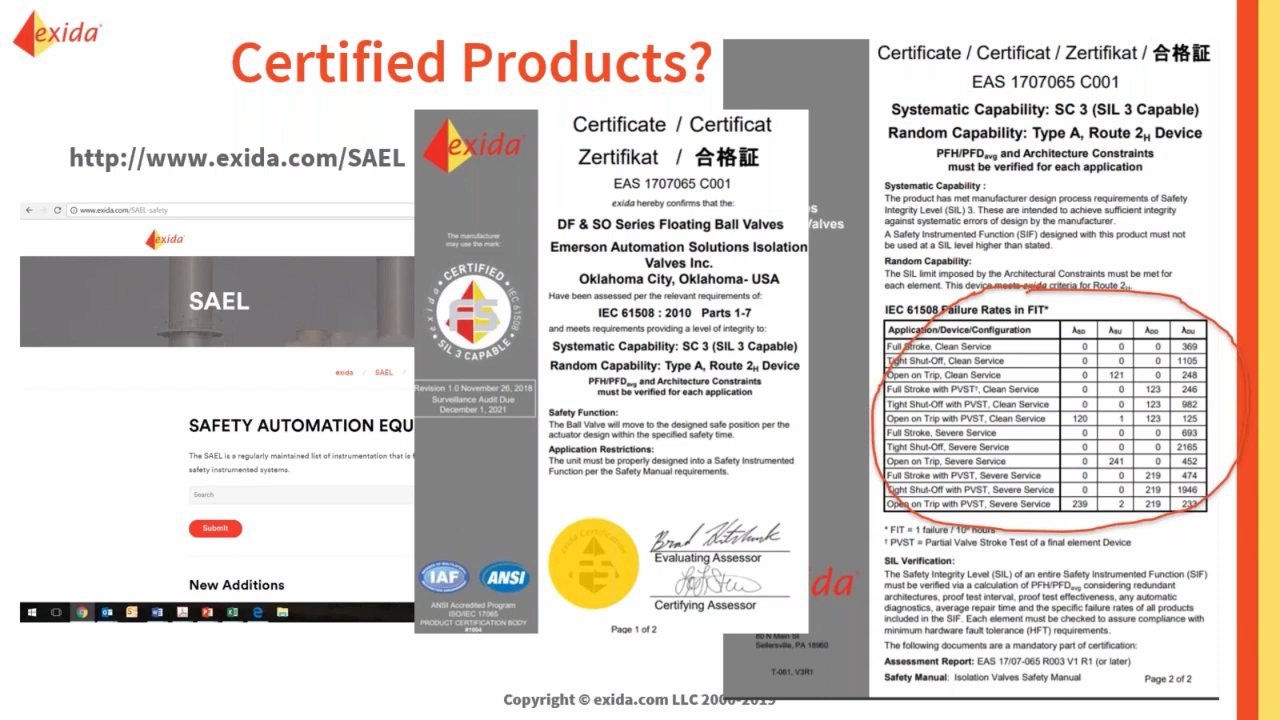 exida
Certified Products?
http://www.exida.com/SAEL
www.exida.com/SAEL-safety
exida
SAEL
exida / SAEL /
SAFETY AUTOMATION EQU
The SAEL is a regularly maintained list of instrumentation that is f
safety instrumented systems.
Search
Submit
New Additions
exida
The manufacturer
may use the mark:
exida CERTIFIED IEC 61508
FS
SIL 3 CAPABLE
Revision 1.0 November 26, 2018
Surveillance Audit Due
December 1, 2021
IAF
ANSI
ANSI Accredited Program
ISO/IEC 17065
PRODUCT CERTIFICATION BODY
#1004
Certificate / Certificat
Zertifikat / 合格証
EAS 1707065 C001
exida hereby confirms that the:
DF & SO Series Floating Ball Valves
Emerson Automation Solutions Isolation
Valves Inc.
Oklahoma City, Oklahoma- USA
Have been assessed per the relevant requirements of:
IEC 61508 : 2010 Parts 1-7
and meets requirements providing a level of integrity to:
Systematic Capability: SC 3 (SIL 3 Capable)
Random Capability: Type A, Route 2H Device
PFH/PFDavg and Architecture Constraints
must be verified for each application
Safety Function:
The Ball Valve will move to the designed safe position per the
actuator design within the specified safety time.
Application Restrictions:
The unit must be properly designed into a Safety Instrumented
Function per the Safety Manual requirements.
Evaluating Assessor
Certifying Assessor
Page 1 of 2
es
Valves
ida
80 N Main St
Sellersville, PA 18960
T-061, V3R1
Certificate / Certificat / Zertifikat / 合格証
EAS 1707065 C001
Systematic Capability: SC 3 (SIL 3 Capable)
Random Capability: Type A, Route 2H Device
PFH/PFDavg and Architecture Constraints
must be verified for each application
Systematic Capability :
The product has met manufacturer design process requirements of Safety
Integrity Level (SIL) 3. These are intended to achieve sufficient integrity
against systematic errors of design by the manufacturer.
A Safety Instrumented Function (SIF) designed with this product must not
be used at a SIL level higher than stated.
Random Capability:
The SIL limit imposed by the Architectural Constraints must be met for
each element. This device meets exida criteria for Route 2H.
IEC 61508 Failure Rates in FIT*
Application/Device/Configuration λSD λSU λDD λDU
Full Stroke, Clean Service 0 0 0 369
Tight Shut-Off, Clean Service 0 0 0 1105
Open on Trip, Clean Service 0 121 0 248
Full Stroke with PVST†, Clean Service 0 0 123 246
Tight Shut-Off with PVST, Clean Service 0 0 123 982
Open on Trip with PVST, Clean Service 120 1 123 125
Full Stroke, Severe Service 0 0 0 693
Tight Shut-Off, Severe Service 0 0 0 2165
Open on Trip, Severe Service 0 241 0 452
Full Stroke with PVST, Severe Service 0 0 219 474
Tight Shut-Off with PVST, Severe Service 0 0 219 1946
Open on Trip with PVST, Severe Service 239 2 219 233
* FIT = 1 failure / 10⁹ hours
† PVST = Partial Valve Stroke Test of a final element Device
SIL Verification:
The Safety Integrity Level (SIL) of an entire Safety Instrumented Function (SIF)
must be verified via a calculation of PFH/PFDavg considering redundant
architectures, proof test interval, proof test effectiveness, any automatic
diagnostics, average repair time and the specific failure rates of all products
included in the SIF. Each element must be checked to assure compliance with
minimum hardware fault tolerance (HFT) requirements.
The following documents are a mandatory part of certification:
Assessment Report: EAS 17/07-065 R003 V1 R1 (or later)
Safety Manual: Isolation Valves Safety Manual
Page 2 of 2
Copyright © exida.com LLC 2000-2019